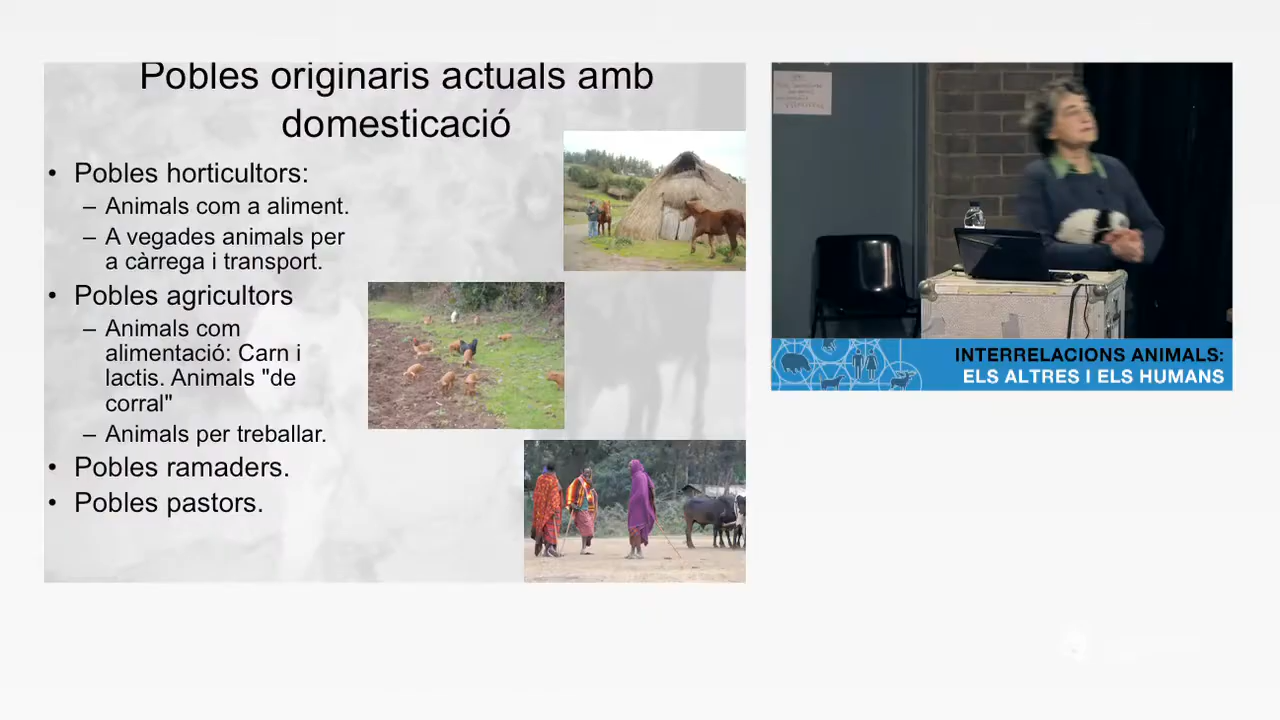 Pobles originaris actuals amb
domesticació
• Pobles horticultors:
– Animals com a aliment.
– A vegades animals per
a càrrega i transport.
• Pobles agricultors
– Animals com
alimentació: Carn i
lactis. Animals "de
corral"
– Animals per treballar.
• Pobles ramaders.
• Pobles pastors.
INTERRELACIONS ANIMALS:
ELS ALTRES I ELS HUMANS